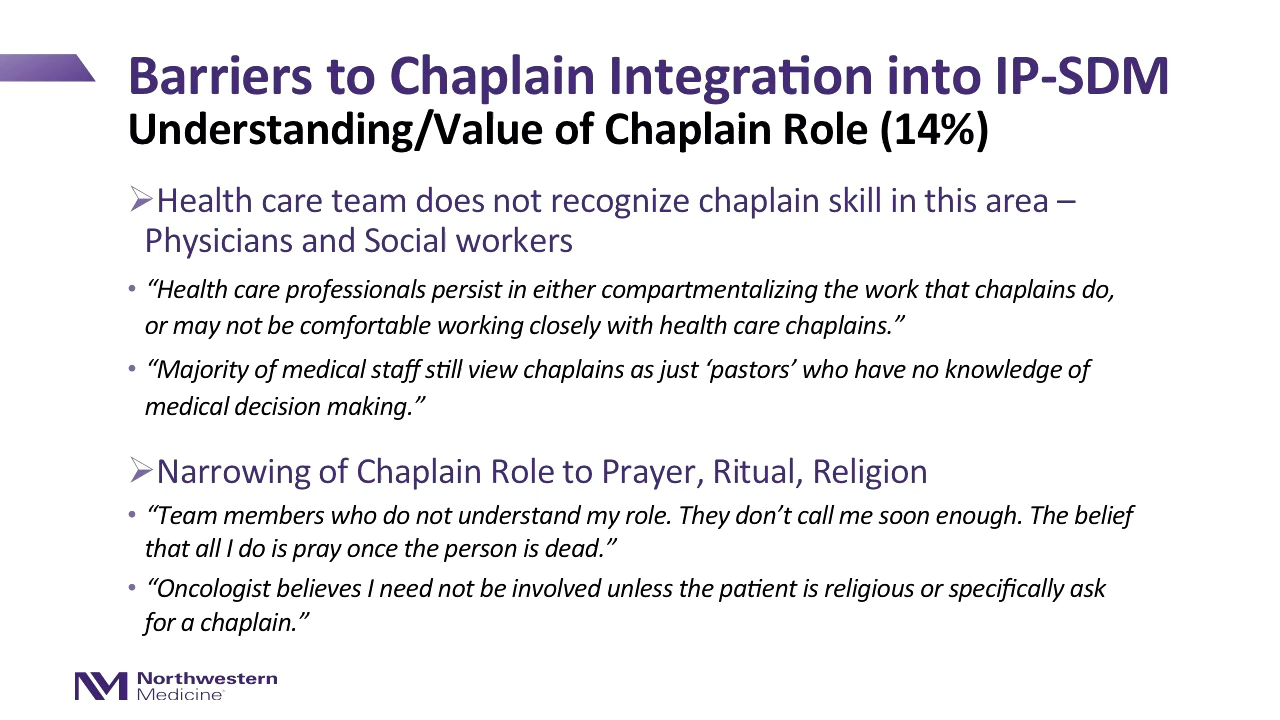 Barriers to Chaplain Integration into IP-SDM
Understanding/Value of Chaplain Role (14%)
➢Health care team does not recognize chaplain skill in this area –
Physicians and Social workers
• “Health care professionals persist in either compartmentalizing the work that chaplains do,
or may not be comfortable working closely with health care chaplains.”
• “Majority of medical staff still view chaplains as just ‘pastors’ who have no knowledge of
medical decision making.”
➢Narrowing of Chaplain Role to Prayer, Ritual, Religion
• “Team members who do not understand my role. They don’t call me soon enough. The belief
that all I do is pray once the person is dead.”
• “Oncologist believes I need not be involved unless the patient is religious or specifically ask
for a chaplain.”
NM Northwestern
Medicine®